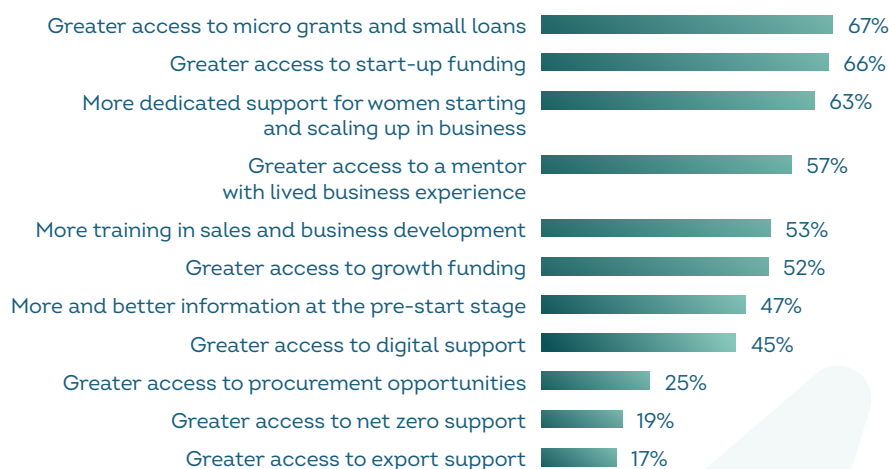 Greater access to micro grants and small loans 67%
Greater access to start-up funding 66%
More dedicated support for women starting
and scaling up in business 63%
Greater access to a mentor
with lived business experience 57%
More training in sales and business development 53%
Greater access to growth funding 52%
More and better information at the pre-start stage 47%
Greater access to digital support 45%
Greater access to procurement opportunities 25%
Greater access to net zero support 19%
Greater access to export support 17%